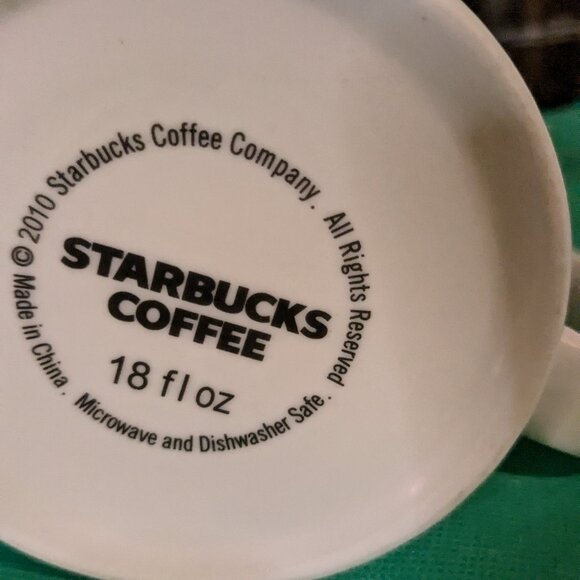 © 2010 Starbucks Coffee Company. All Rights Reserved.
STARBUCKS
COFFEE
18 fl oz
Made in China. Microwave and Dishwasher Safe.